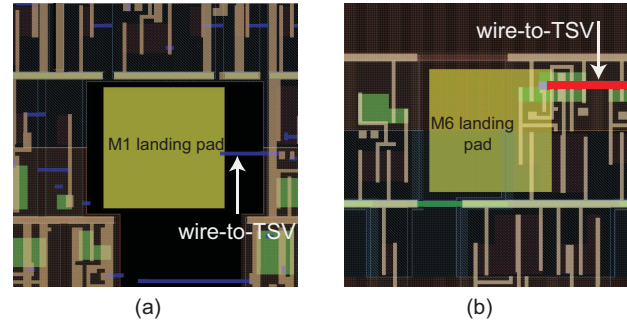 wire-to-TSV
M1 landing pad
M6 landing
pad
wire-to-TSV
(a)
(b)